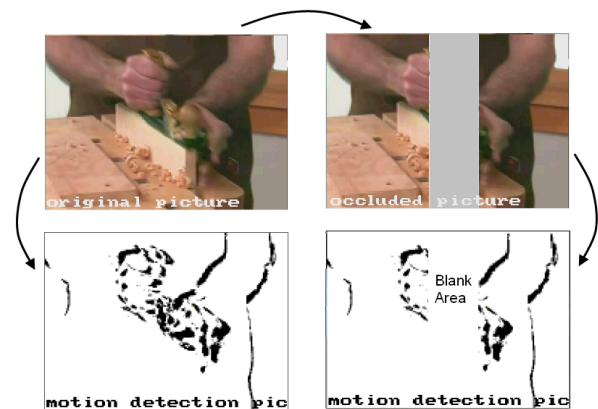 original picture
occluded picture
Blank
Area
motion detection pic
motion detection pic